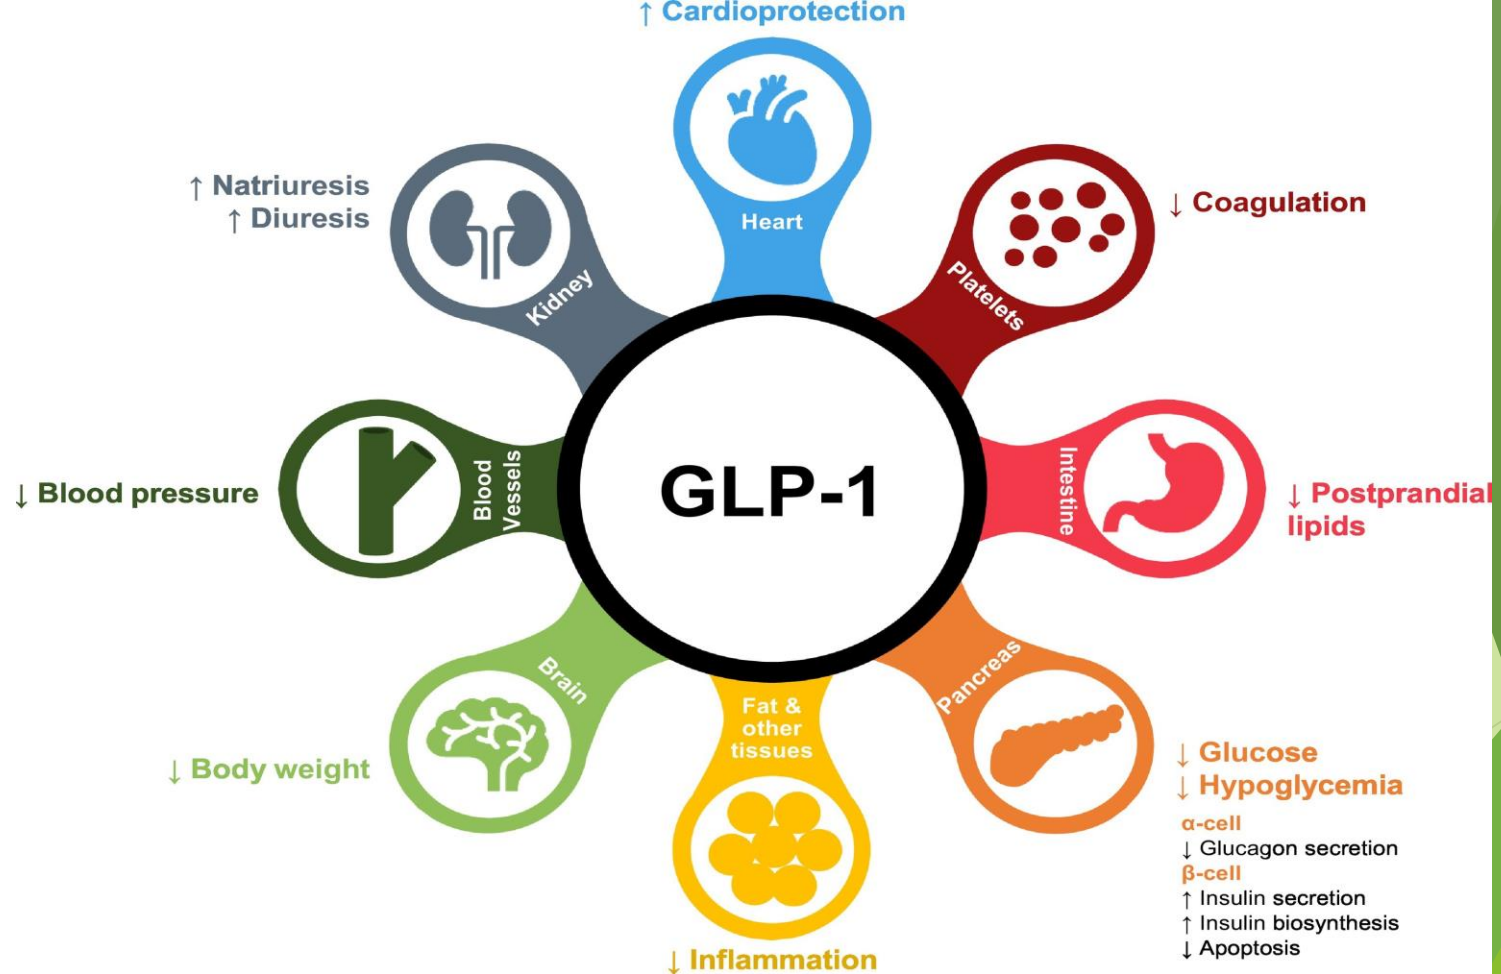 ↑ Cardioprotection
Heart
↑ Natriuresis
↑ Diuresis
Kidney
Platelets
↓ Coagulation
↓ Blood pressure
Blood
Vessels
GLP-1
Intestine
↓ Postprandial
lipids
Brain
↓ Body weight
Fat &
other
tissues
↓ Inflammation
Pancreas
↓ Glucose
↓ Hypoglycemia
α-cell
↓ Glucagon secretion
β-cell
↑ Insulin secretion
↑ Insulin biosynthesis
↓ Apoptosis